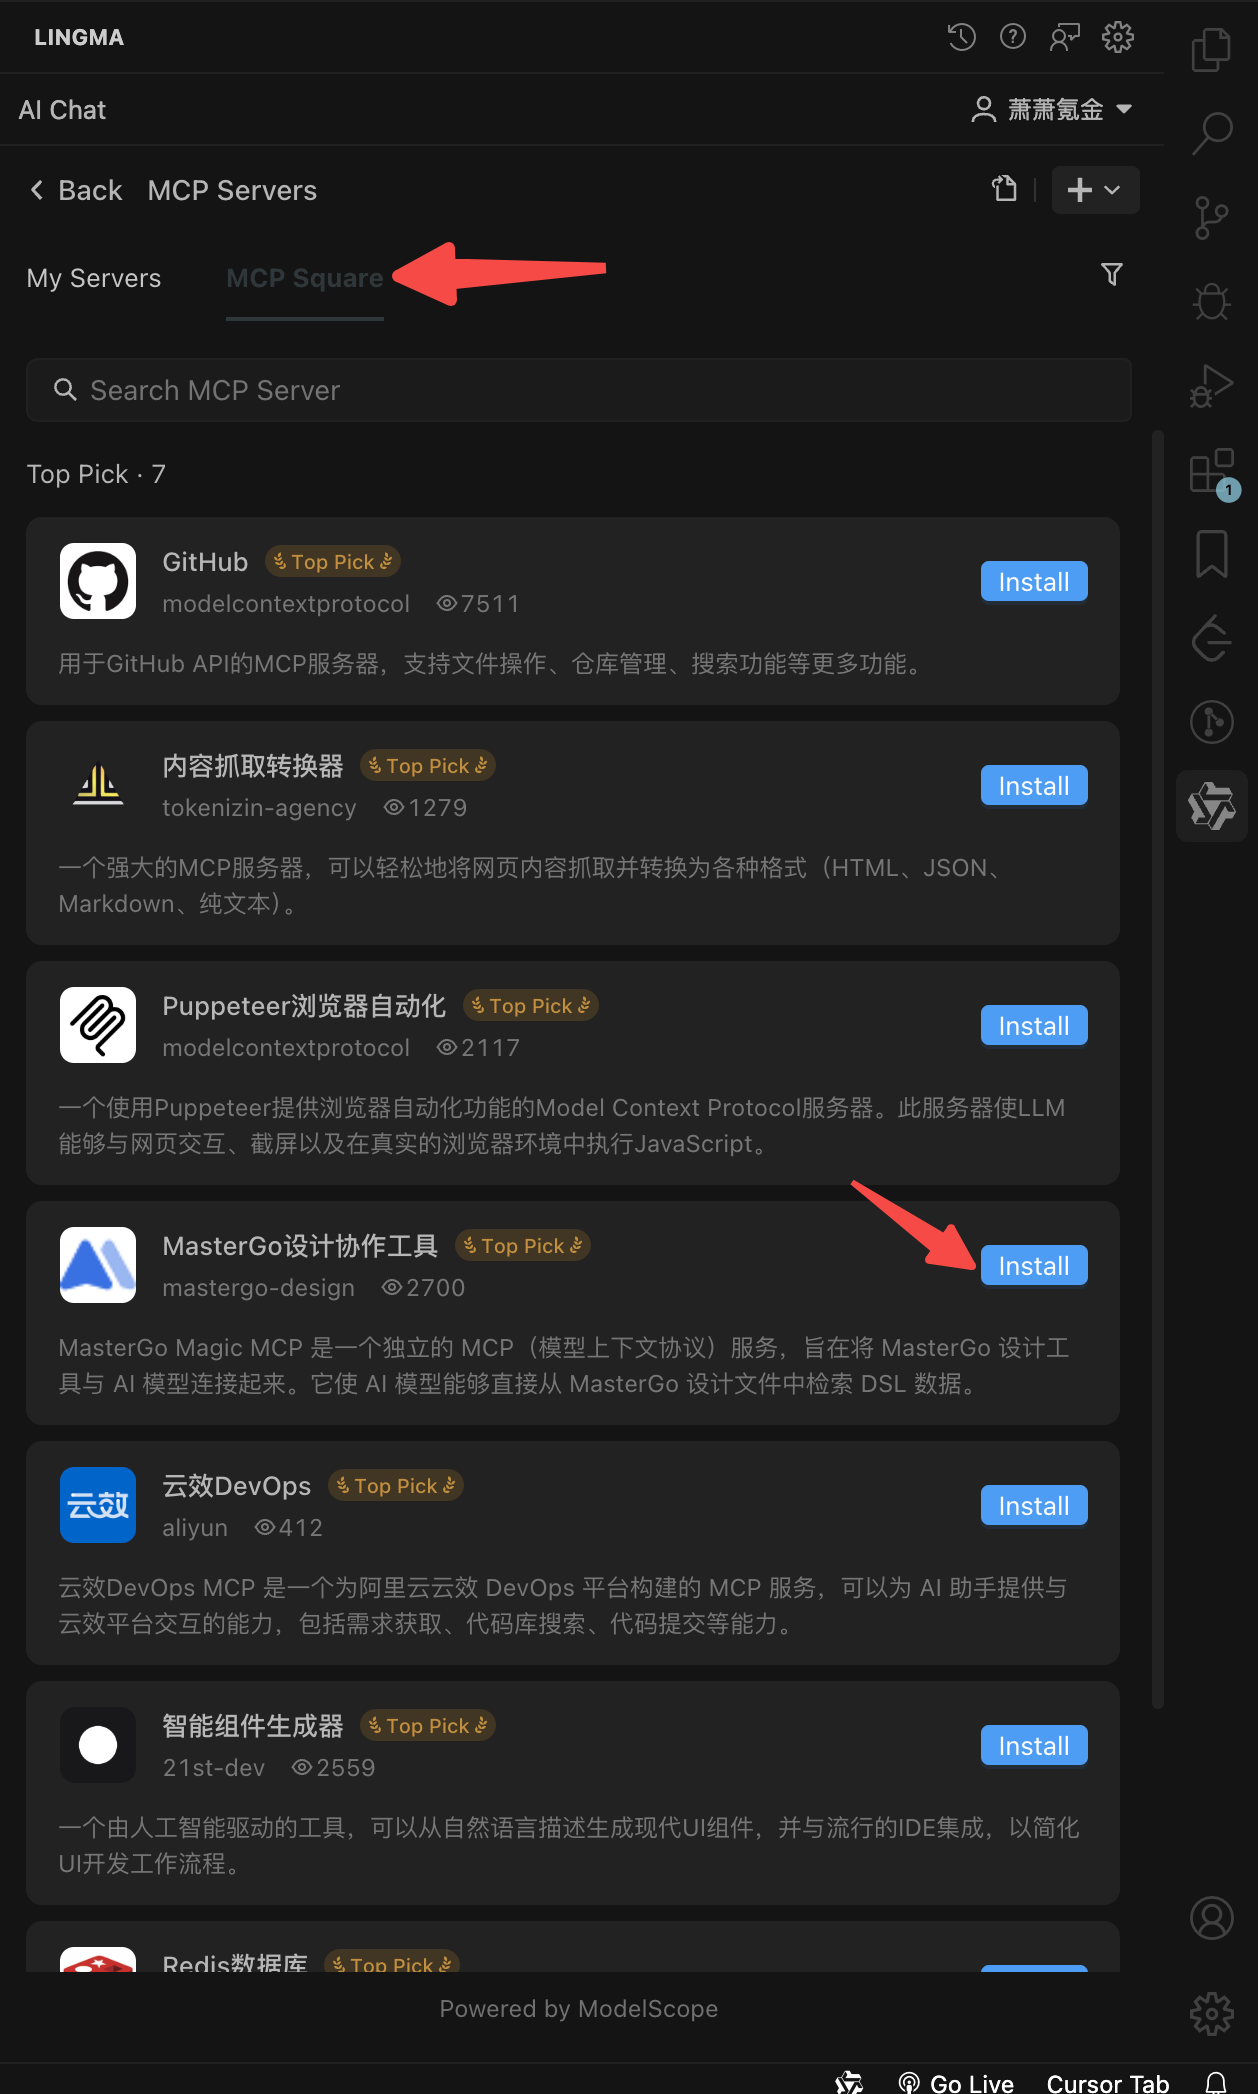 LINGMA
AI Chat
萧萧氪金
Back MCP Servers
My Servers MCP Square
Search MCP Server
Top Pick · 7
GitHub Top Pick
modelcontextprotocol 7511
Install
用于GitHub API的MCP服务器，支持文件操作、仓库管理、搜索功能等更多功能。
内容抓取转换器 Top Pick
tokenizin-agency 1279
Install
一个强大的MCP服务器，可以轻松地将网页内容抓取并转换为各种格式（HTML、JSON、
Markdown、纯文本）。
Puppeteer浏览器自动化 Top Pick
modelcontextprotocol 2117
Install
一个使用Puppeteer提供浏览器自动化功能的Model Context Protocol服务器。此服务器使LLM
能够与网页交互、截屏以及在真实的浏览器环境中执行JavaScript。
MasterGo设计协作工具 Top Pick
mastergo-design 2700
Install
MasterGo Magic MCP 是一个独立的 MCP（模型上下文协议）服务，旨在将 MasterGo 设计工
具与 AI 模型连接起来。它使 AI 模型能够直接从 MasterGo 设计文件中检索 DSL 数据。
云效
云效DevOps Top Pick
aliyun 412
Install
云效DevOps MCP 是一个为阿里云云效 DevOps 平台构建的 MCP 服务，可以为 AI 助手提供与
云效平台交互的能力，包括需求获取、代码库搜索、代码提交等能力。
智能组件生成器 Top Pick
21st-dev 2559
Install
一个由人工智能驱动的工具，可以从自然语言描述生成现代UI组件，并与流行的IDE集成，以简化
UI开发工作流程。
Redis数据库 Top Pick
Powered by ModelScope
1
Go Live Cursor Tab